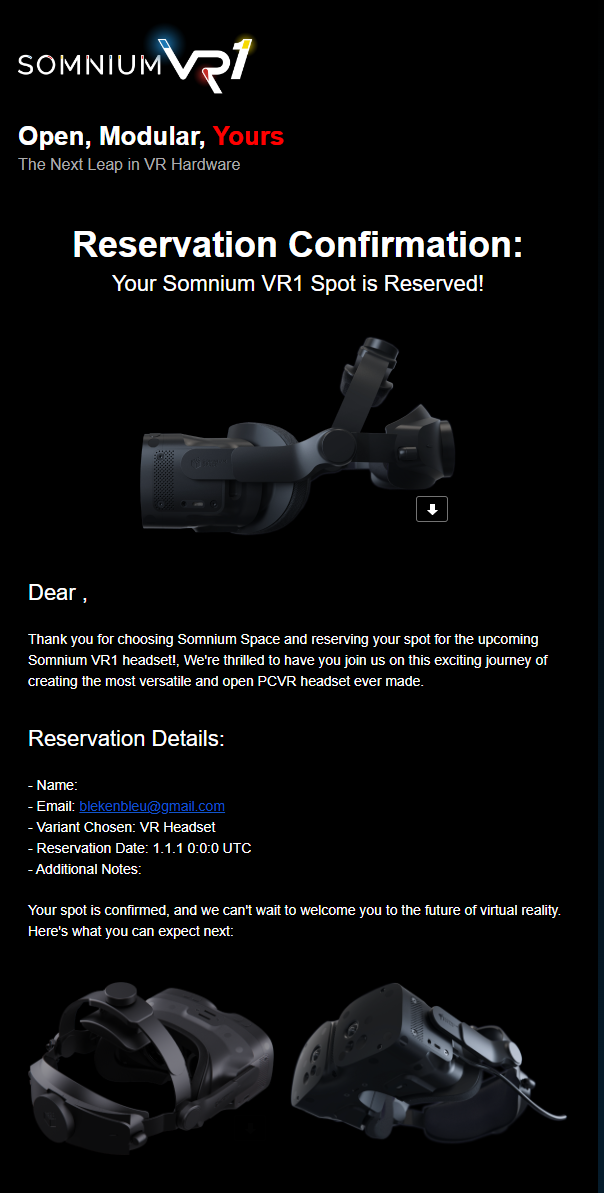 SOMNIUM VR1
Open, Modular, Yours
The Next Leap in VR Hardware
Reservation Confirmation:
Your Somnium VR1 Spot is Reserved!
Dear ,
Thank you for choosing Somnium Space and reserving your spot for the upcoming
Somnium VR1 headset!, We're thrilled to have you join us on this exciting journey of
creating the most versatile and open PCVR headset ever made.
Reservation Details:
- Name:
- Email: blekenbleu@gmail.com
- Variant Chosen: VR Headset
- Reservation Date: 1.1.1 0:0:0 UTC
- Additional Notes:
Your spot is confirmed, and we can't wait to welcome you to the future of virtual reality.
Here's what you can expect next: